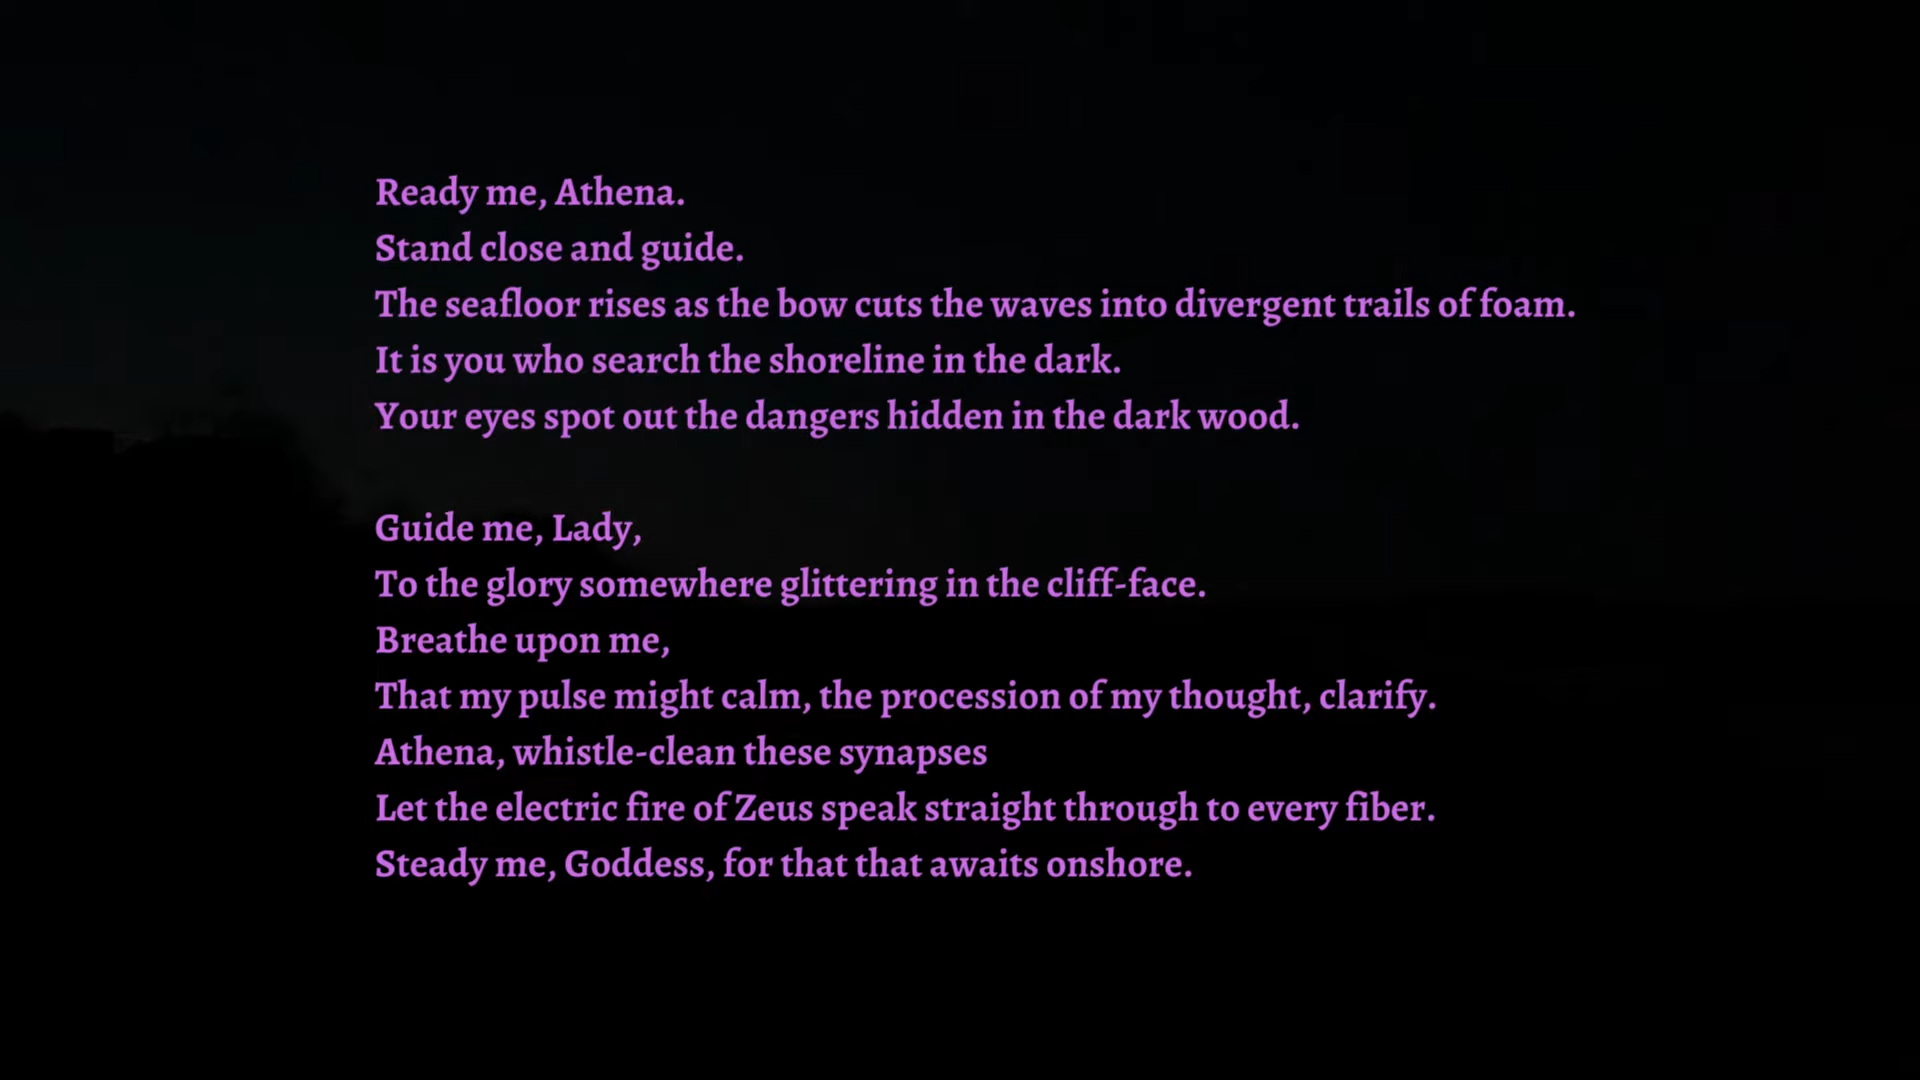 Ready me, Athena.
Stand close and guide.
The seafloor rises as the bow cuts the waves into divergent trails of foam.
It is you who search the shoreline in the dark.
Your eyes spot out the dangers hidden in the dark wood.
Guide me, Lady,
To the glory somewhere glittering in the cliff-face.
Breathe upon me,
That my pulse might calm, the procession of my thought, clarify.
Athena, whistle-clean these synapses
Let the electric fire of Zeus speak straight through to every fiber.
Steady me, Goddess, for that that awaits onshore.